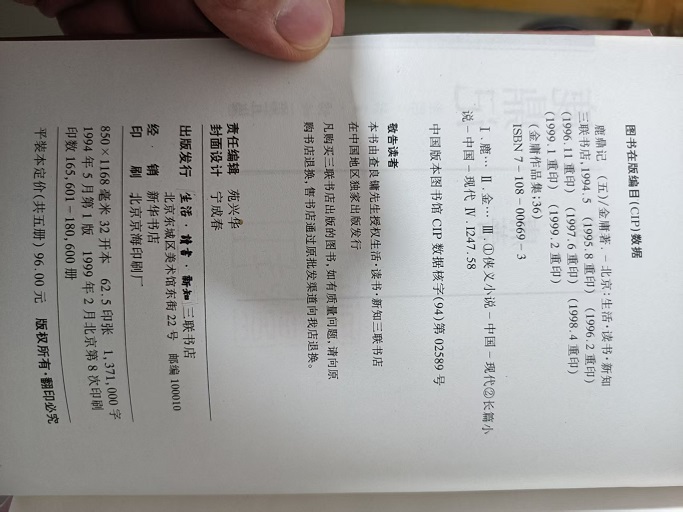 图书在版编目(CIP)数据
鹿鼎记 (五)/金庸著. -北京:生活·读书·新知
三联书店,1994.5 (1995.8重印) (1996.2重印)
(1996.11重印) (1997.6重印) (1998.4重印)
(1999.1重印) (1999.2重印)
(金庸作品集;36)
ISBN 7-108-00669-3
Ⅰ.鹿… Ⅱ.金… Ⅲ.①侠义小说-中国-现代②长篇小
说-中国-现代 Ⅳ.1247.58
中国版本图书馆CIP数据核字(94)第02589号
敬告读者
本书由查良镛先生授权生活·读书·新知三联书店
在中国地区独家出版发行
凡购买三联书店出版的图书,如有质量问题,请向原
购书店退换,售书店通过原批发渠道向我店退换。
责任编辑 苑兴华
封面设计 宁成春
出版发行 生活·读书·新知 三联书店
北京东城区美术馆东街22号 邮编100010
经 销 新华书店
印 刷 北京京海印刷厂
850×1168毫米 32开本 62.5印张 1,371,000字
1994年5月第1版 1999年2月北京第8次印刷
印数165,601-180,600册
平装本定价(共五册)96.00元 版权所有·翻印必究